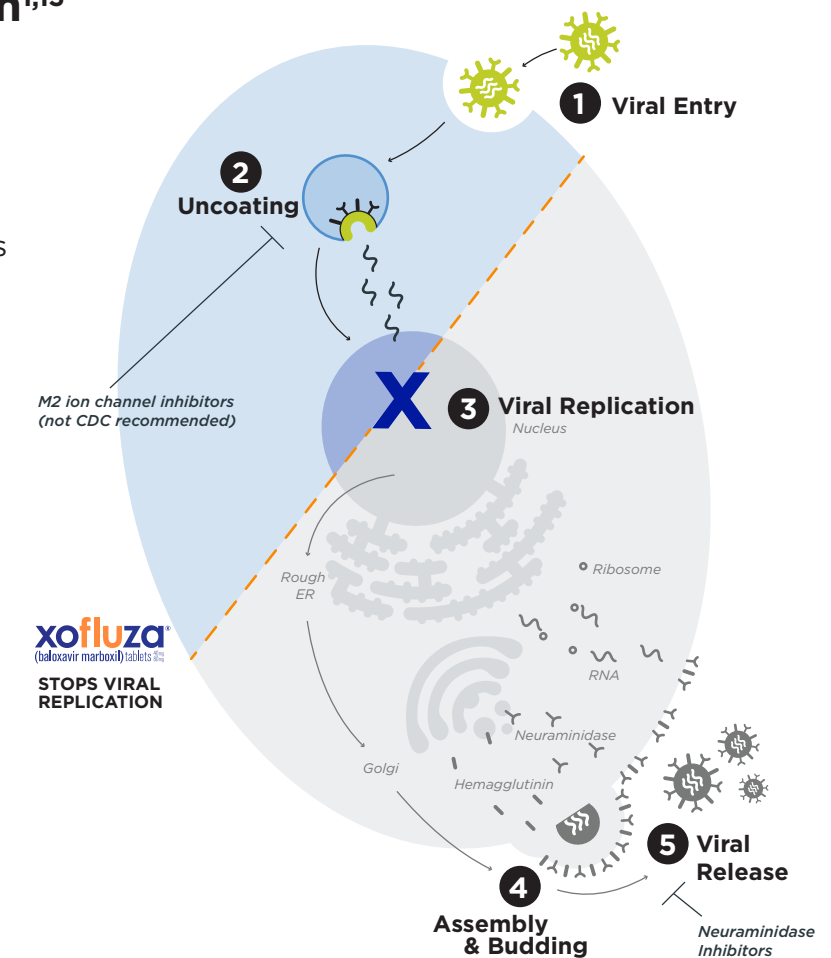 n1,15
1 Viral Entry
2
Uncoating
s
M2 ion channel inhibitors
(not CDC recommended)
X
3 Viral Replication
Nucleus
Rough
ER
Ribosome
xofluza®
(baloxavir marboxil) tablets
STOPS VIRAL
REPLICATION
RNA
Neuraminidase
Golgi
Hemagglutinin
5 Viral
Release
4
Assembly
& Budding
Neuraminidase
Inhibitors